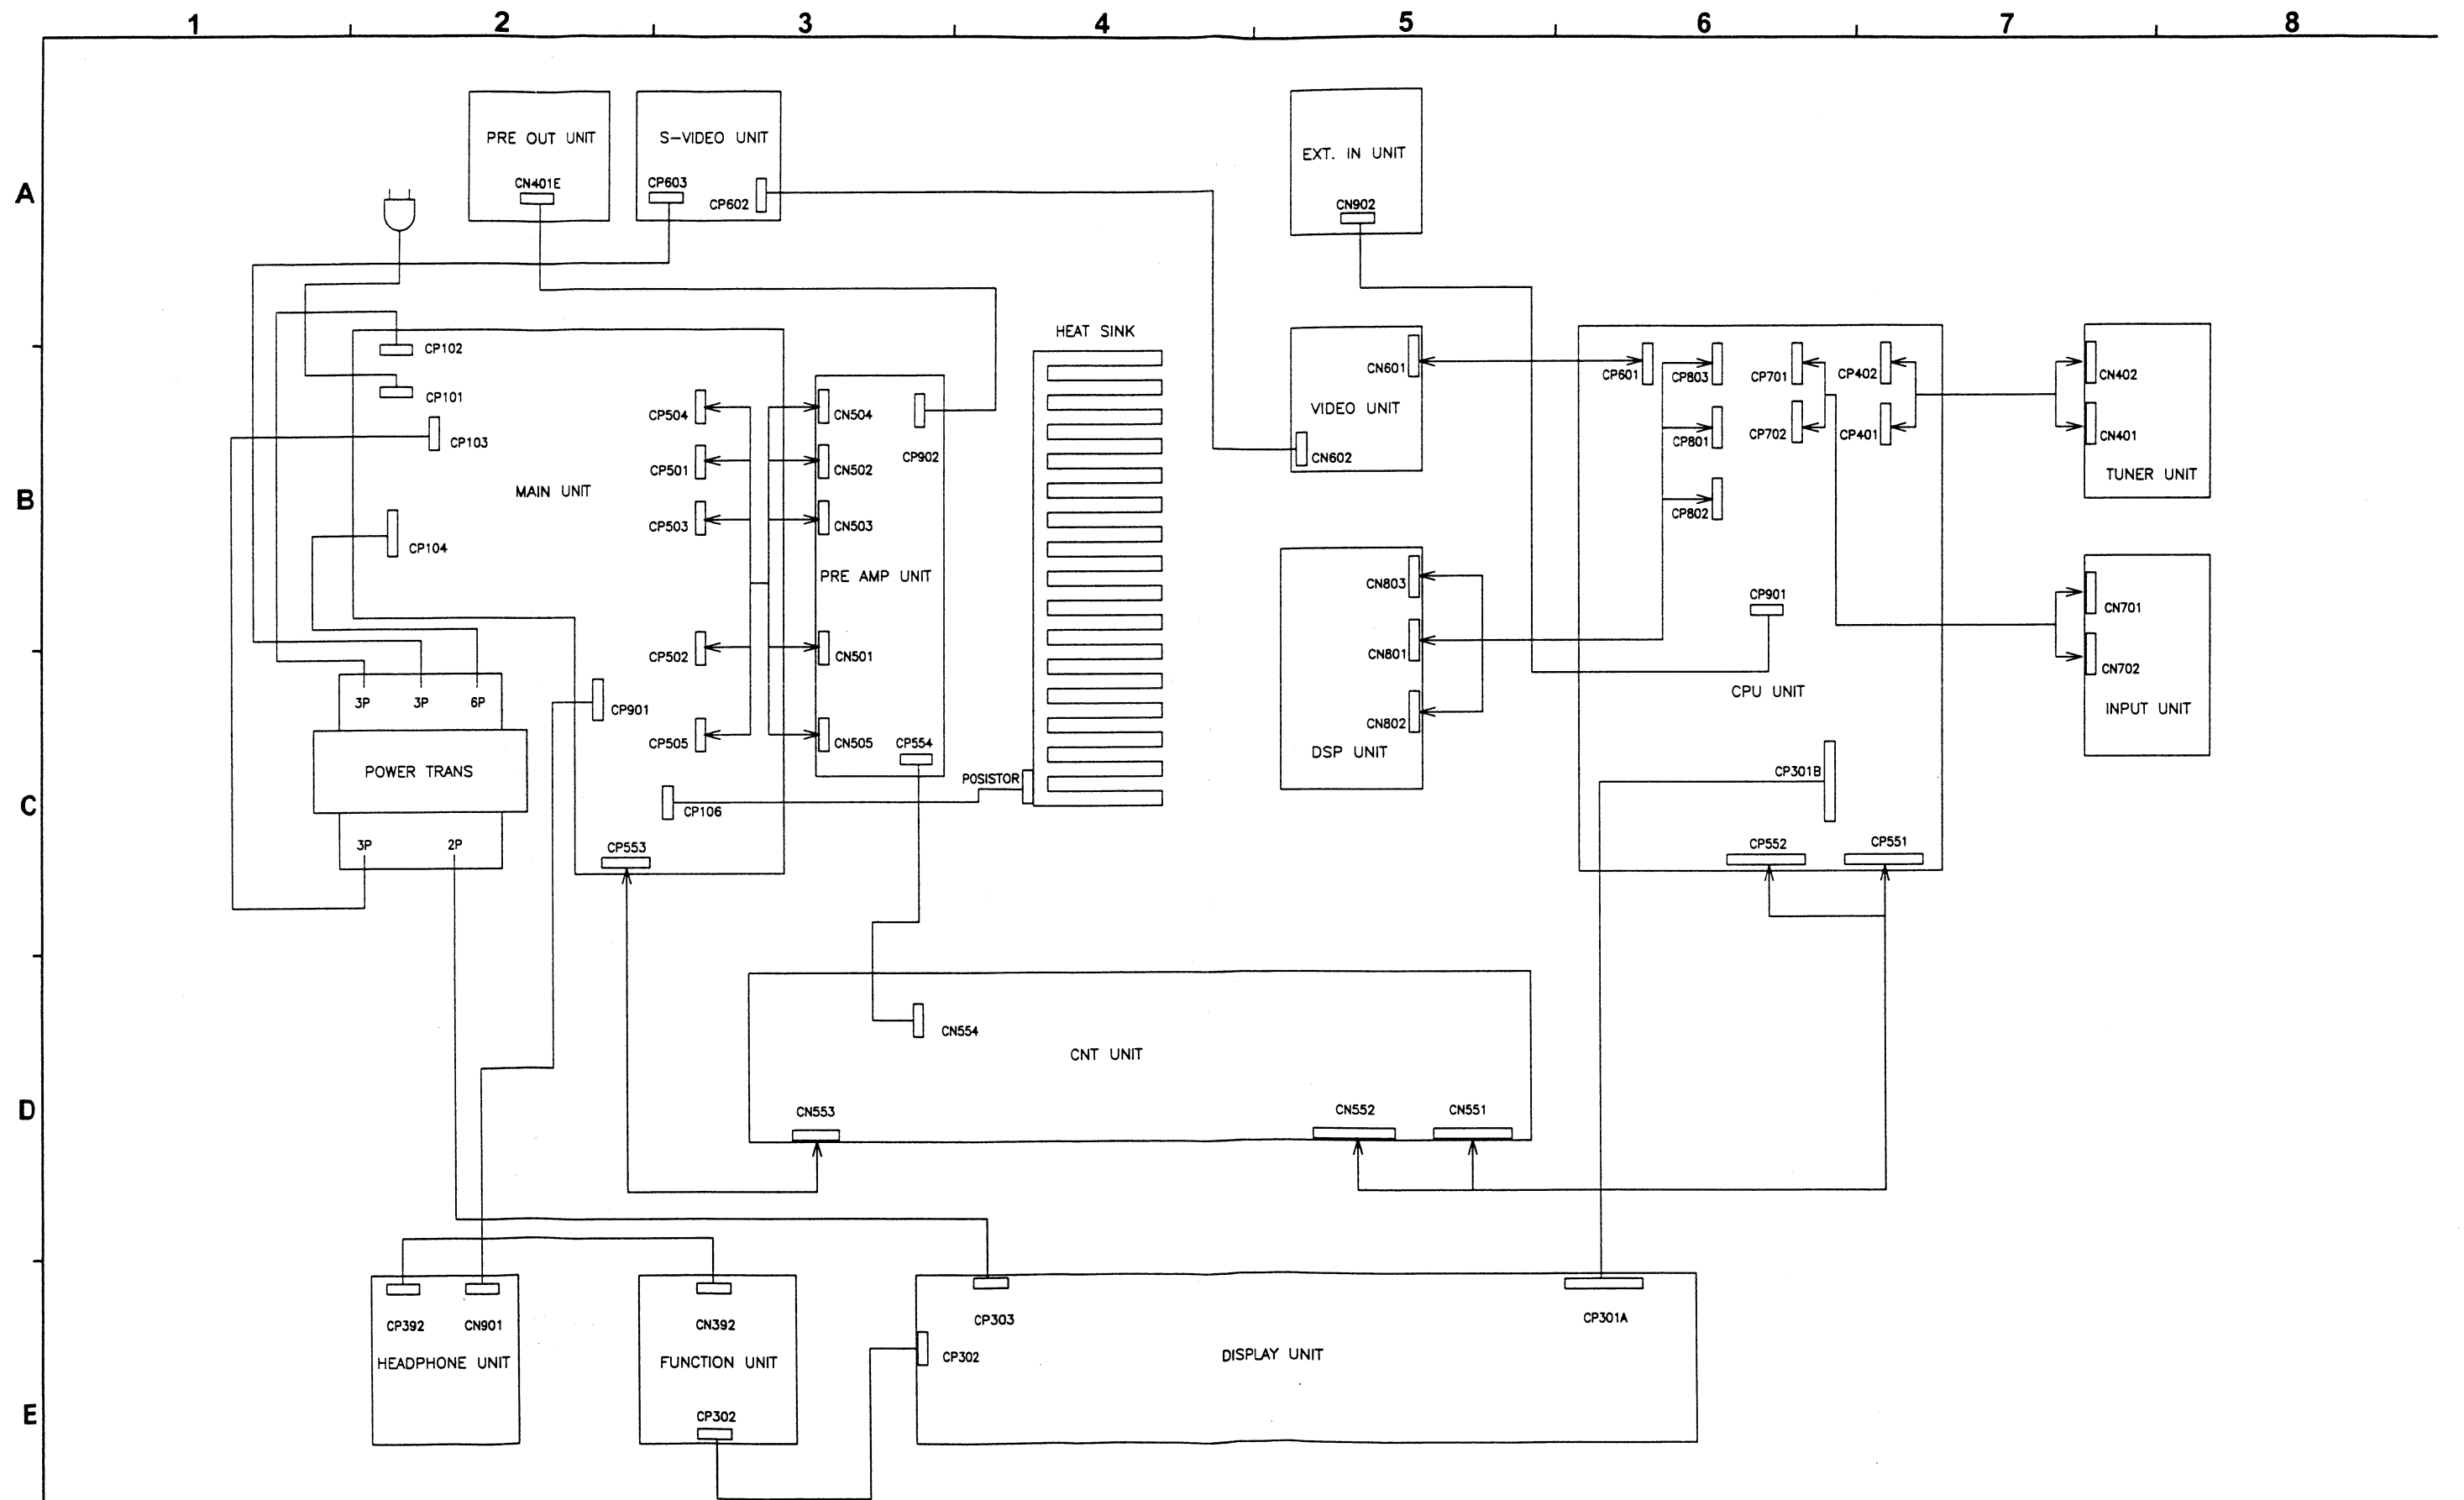 1 2 3 4 5 6 7 8
A
B
C
D
E
PRE OUT UNIT
CN401E
S-VIDEO UNIT
CP603
CP602
EXT. IN UNIT
CN902
CP102
CP101
CP103
CP104
MAIN UNIT
CP504
CP501
CP503
CP502
CP505
CP901
CP106
CP553
CN504
CN502
CN503
CN501
CN505
CP902
PRE AMP UNIT
CP554
HEAT SINK
POSISTOR
CN601
VIDEO UNIT
CN602
CN803
CN801
CN802
DSP UNIT
CP601
CP803
CP801
CP802
CP701
CP702
CP402
CP401
CP901
CPU UNIT
CP301B
CP552
CP551
CN402
CN401
TUNER UNIT
CN701
CN702
INPUT UNIT
3P 3P 6P
POWER TRANS
3P 2P
CN554
CNT UNIT
CN553
CN552
CN551
CP392
CN901
HEADPHONE UNIT
CN392
FUNCTION UNIT
CP302
CP303
CP302
DISPLAY UNIT
CP301A